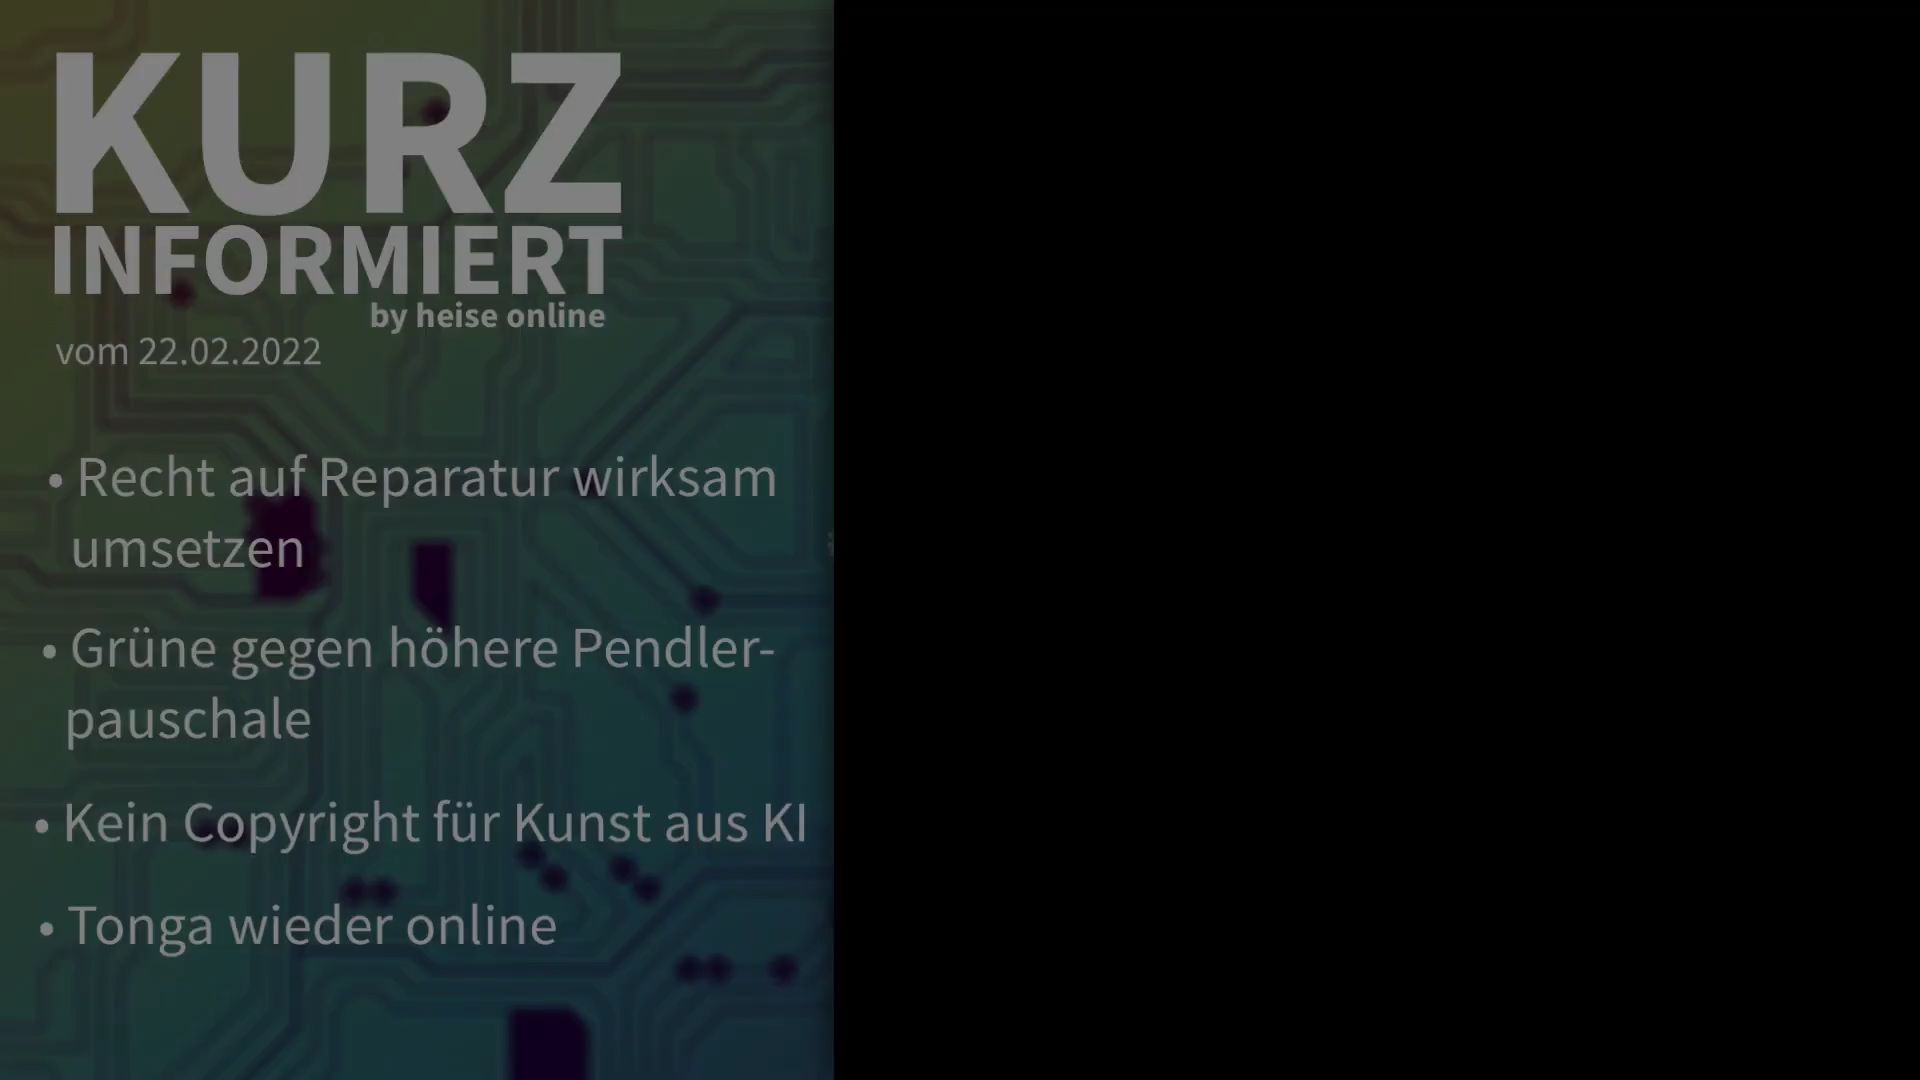 KURZ
INFORMIERT
by heise online
vom 22.02.2022
• Recht auf Reparatur wirksam
umsetzen
• Grüne gegen höhere Pendler-
pauschale
• Kein Copyright für Kunst aus KI
• Tonga wieder online